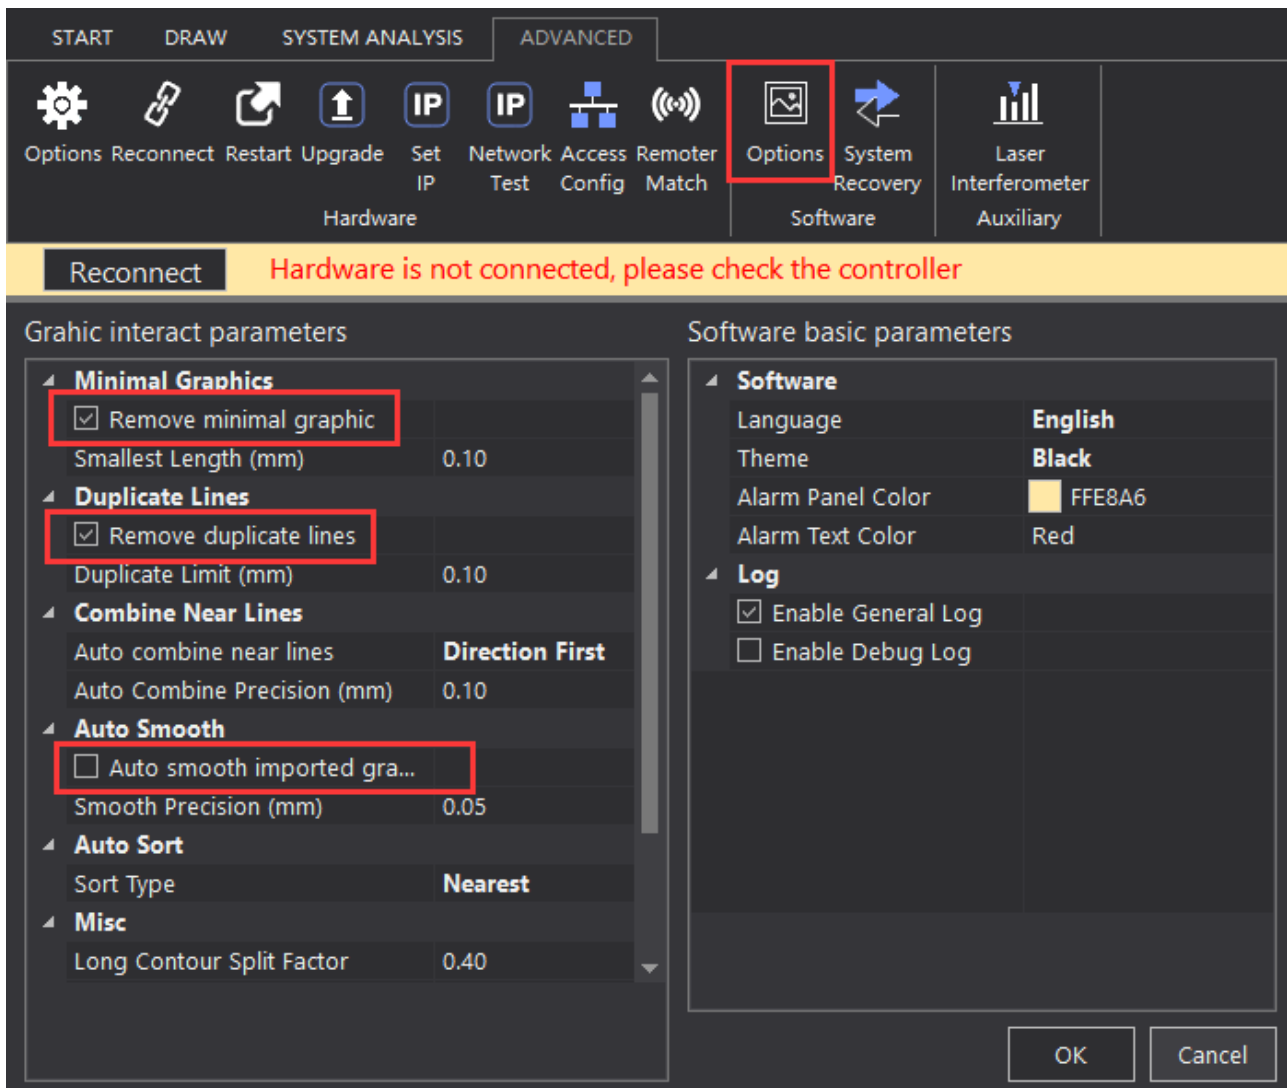 START DRAW SYSTEM ANALYSIS ADVANCED
IP IP
Options Reconnect Restart Upgrade Set IP Network Test Access Config Remoter Match
Hardware
Options System Recovery
Software
Laser Interferometer
Auxiliary
Reconnect Hardware is not connected, please check the controller
Grahic interact parameters
Minimal Graphics
Remove minimal graphic
Smallest Length (mm) 0.10
Duplicate Lines
Remove duplicate lines
Duplicate Limit (mm) 0.10
Combine Near Lines
Auto combine near lines Direction First
Auto Combine Precision (mm) 0.10
Auto Smooth
Auto smooth imported gra...
Smooth Precision (mm) 0.05
Auto Sort
Sort Type Nearest
Misc
Long Contour Split Factor 0.40
Software basic parameters
Software
Language English
Theme Black
Alarm Panel Color FFE8A6
Alarm Text Color Red
Log
Enable General Log
Enable Debug Log
OK Cancel